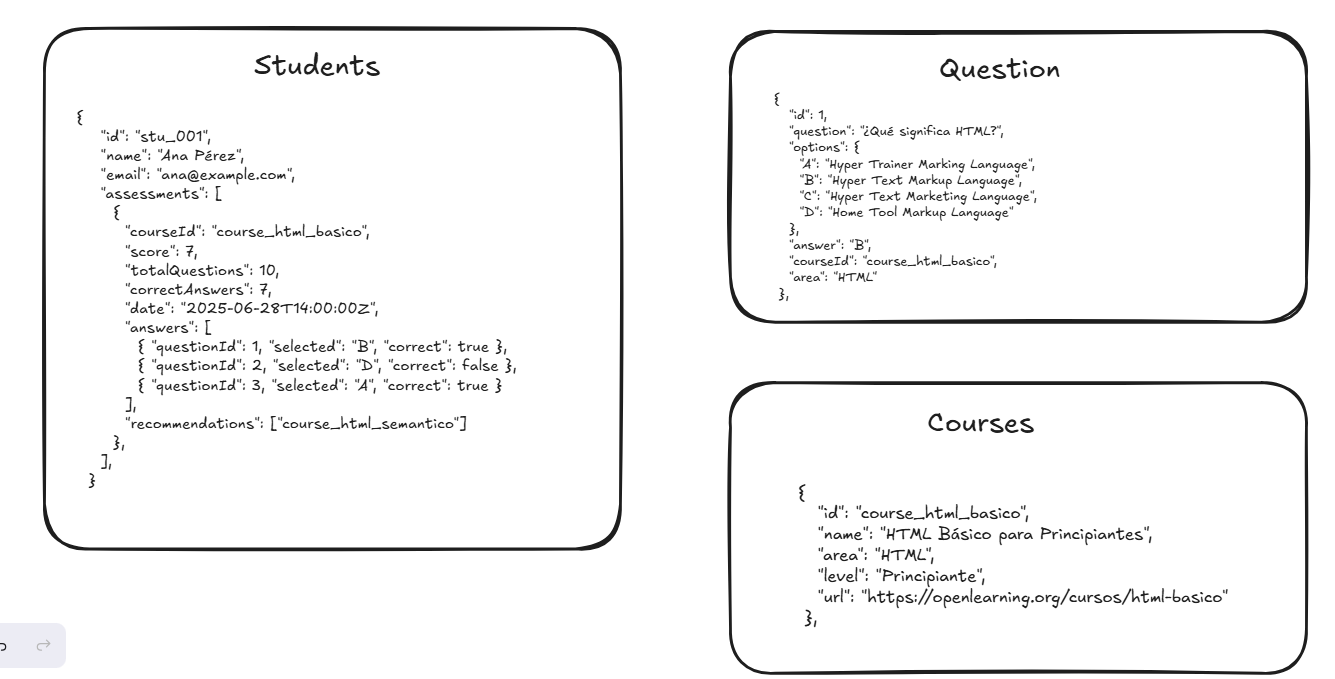 Students
{
"id": "stu_001",
"name": "Ana Pérez",
"email": "ana@example.com",
"assessments": [
{
"courseId": "course_html_basico",
"score": 7,
"totalQuestions": 10,
"correctAnswers": 7,
"date": "2025-06-28T14:00:00Z",
"answers": [
{ "questionId": 1, "selected": "B", "correct": true },
{ "questionId": 2, "selected": "D", "correct": false },
{ "questionId": 3, "selected": "A", "correct": true }
],
"recommendations": ["course_html_semantico"]
},
],
}
Question
{
"id": 1,
"question": "¿Qué significa HTML?",
"options": {
"A": "Hyper Trainer Marking Language",
"B": "Hyper Text Markup Language",
"C": "Hyper Text Marketing Language",
"D": "Home Tool Markup Language"
},
"answer": "B",
"courseId": "course_html_basico",
"area": "HTML"
},
Courses
{
"id": "course_html_basico",
"name": "HTML Básico para Principiantes",
"area": "HTML",
"level": "Principiante",
"url": "https://openlearning.org/cursos/html-basico"
},